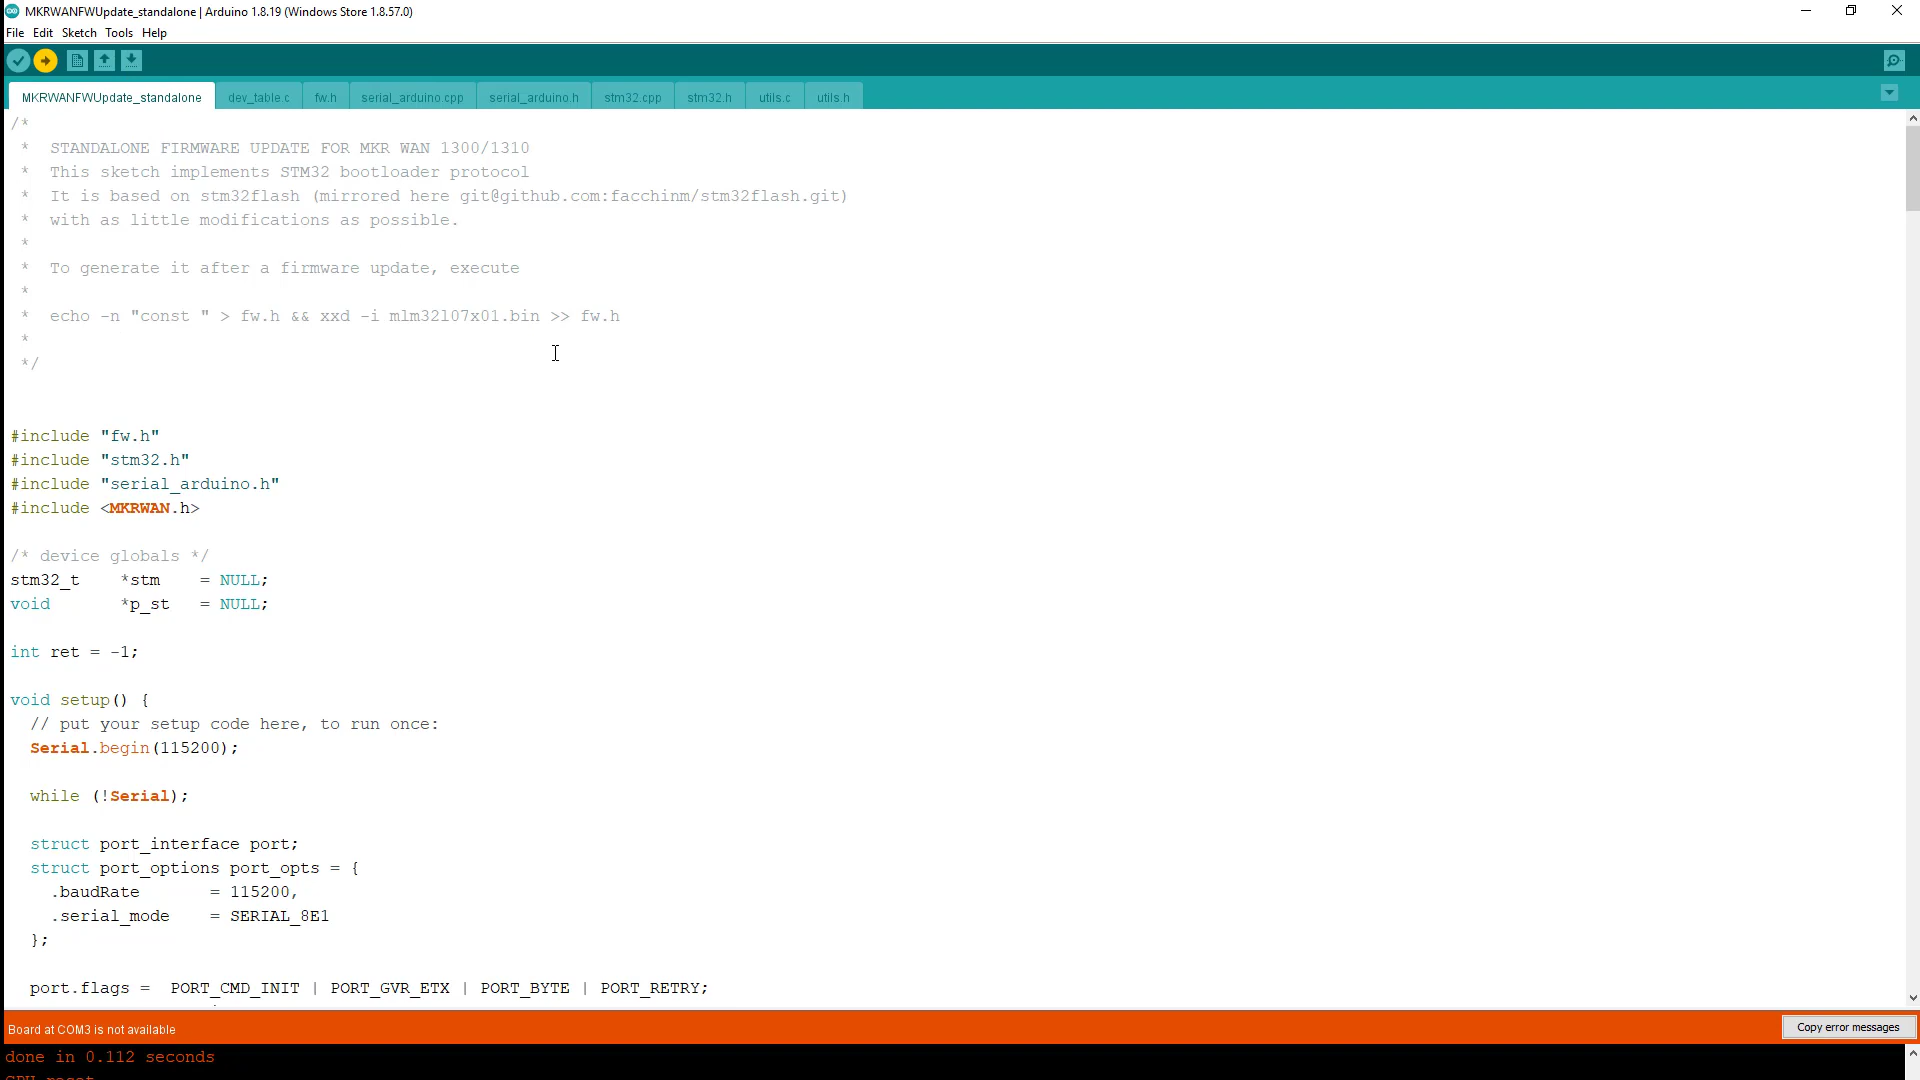 MKRWANFWUpdate_standalone | Arduino 1.8.19 (Windows Store 1.8.57.0)
File Edit Sketch Tools Help
MKRWANFWUpdate_standalone dev_table.c fw.h serial_arduino.cpp serial_arduino.h stm32.cpp stm32.h utils.c utils.h
/*
 *  STANDALONE FIRMWARE UPDATE FOR MKR WAN 1300/1310
 *  This sketch implements STM32 bootloader protocol
 *  It is based on stm32flash (mirrored here git@github.com:facchinm/stm32flash.git)
 *  with as little modifications as possible.
 *
 *  To generate it after a firmware update, execute
 *
 *  echo -n "const " > fw.h && xxd -i mlm32l07x01.bin >> fw.h
 *
 */
#include "fw.h"
#include "stm32.h"
#include "serial_arduino.h"
#include <MKRWAN.h>
/* device globals */
stm32_t    *stm    = NULL;
void       *p_st   = NULL;
int ret = -1;
void setup() {
  // put your setup code here, to run once:
  Serial.begin(115200);
  while (!Serial);
  struct port_interface port;
  struct port_options port_opts = {
    .baudRate       = 115200,
    .serial_mode    = SERIAL_8E1
  };
  port.flags =  PORT_CMD_INIT | PORT_GVR_ETX | PORT_BYTE | PORT_RETRY;
Board at COM3 is not available
Copy error messages
done in 0.112 seconds
CPU reset